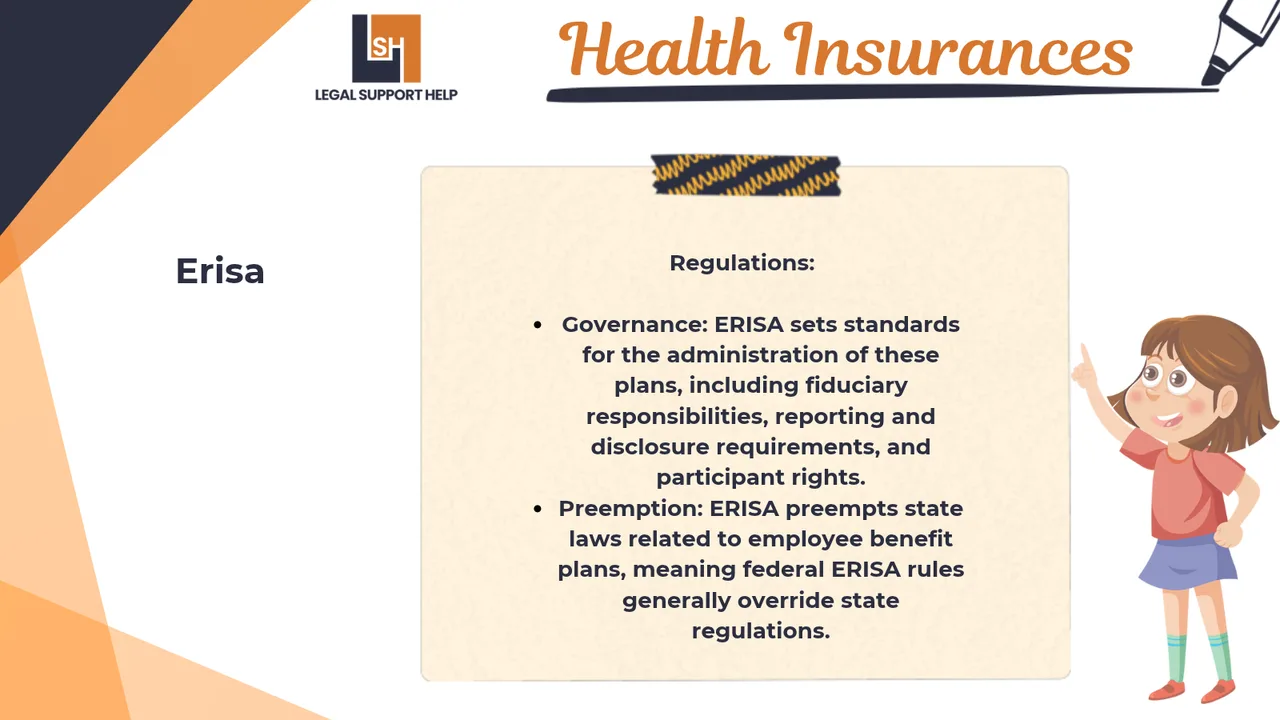 SH
LEGAL SUPPORT HELP
Health Insurances
Erisa
Regulations:
• Governance: ERISA sets standards
for the administration of these
plans, including fiduciary
responsibilities, reporting and
disclosure requirements, and
participant rights.
• Preemption: ERISA preempts state
laws related to employee benefit
plans, meaning federal ERISA rules
generally override state
regulations.